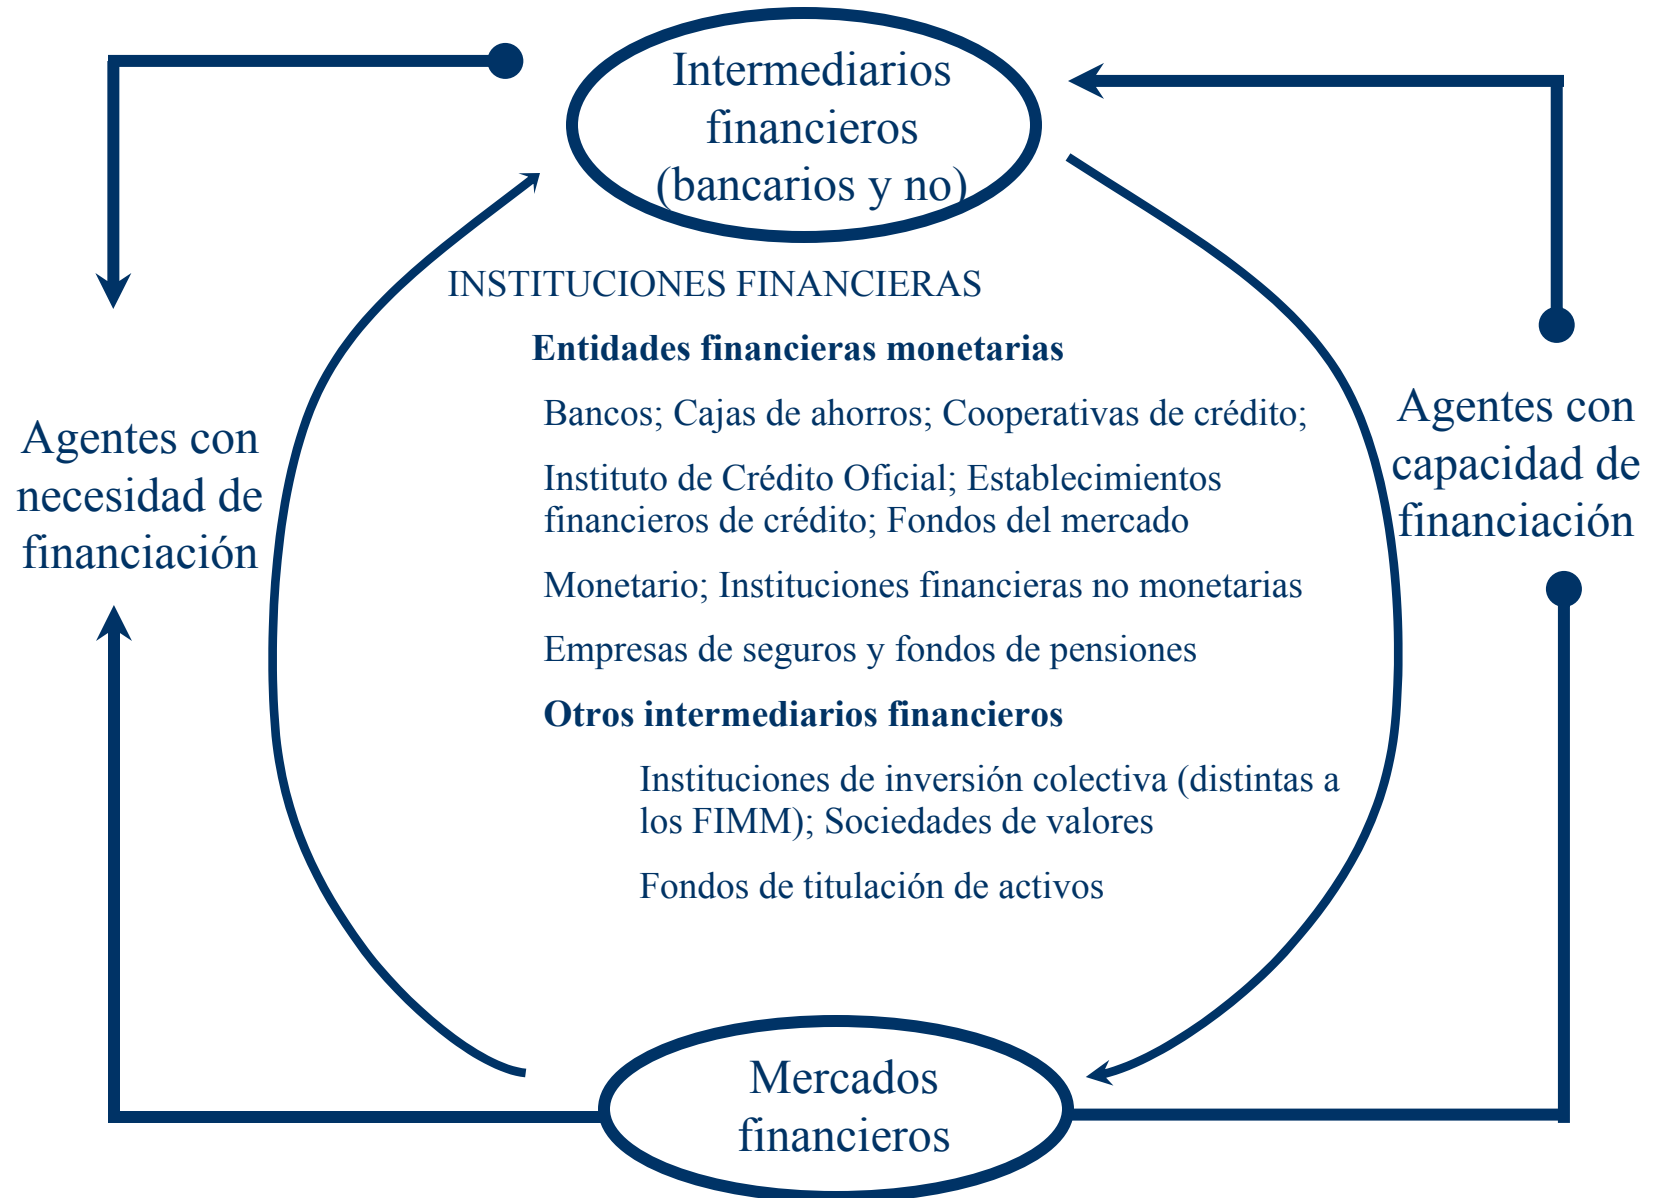 Intermediarios
financieros
(bancarios y no)
INSTITUCIONES FINANCIERAS
Entidades financieras monetarias
Bancos; Cajas de ahorros; Cooperativas de crédito;
Instituto de Crédito Oficial; Establecimientos
financieros de crédito; Fondos del mercado
Monetario; Instituciones financieras no monetarias
Empresas de seguros y fondos de pensiones
Otros intermediarios financieros
Instituciones de inversión colectiva (distintas a
los FIMM); Sociedades de valores
Fondos de titulación de activos
Agentes con
necesidad de
financiación
Agentes con
capacidad de
financiación
Mercados
financieros